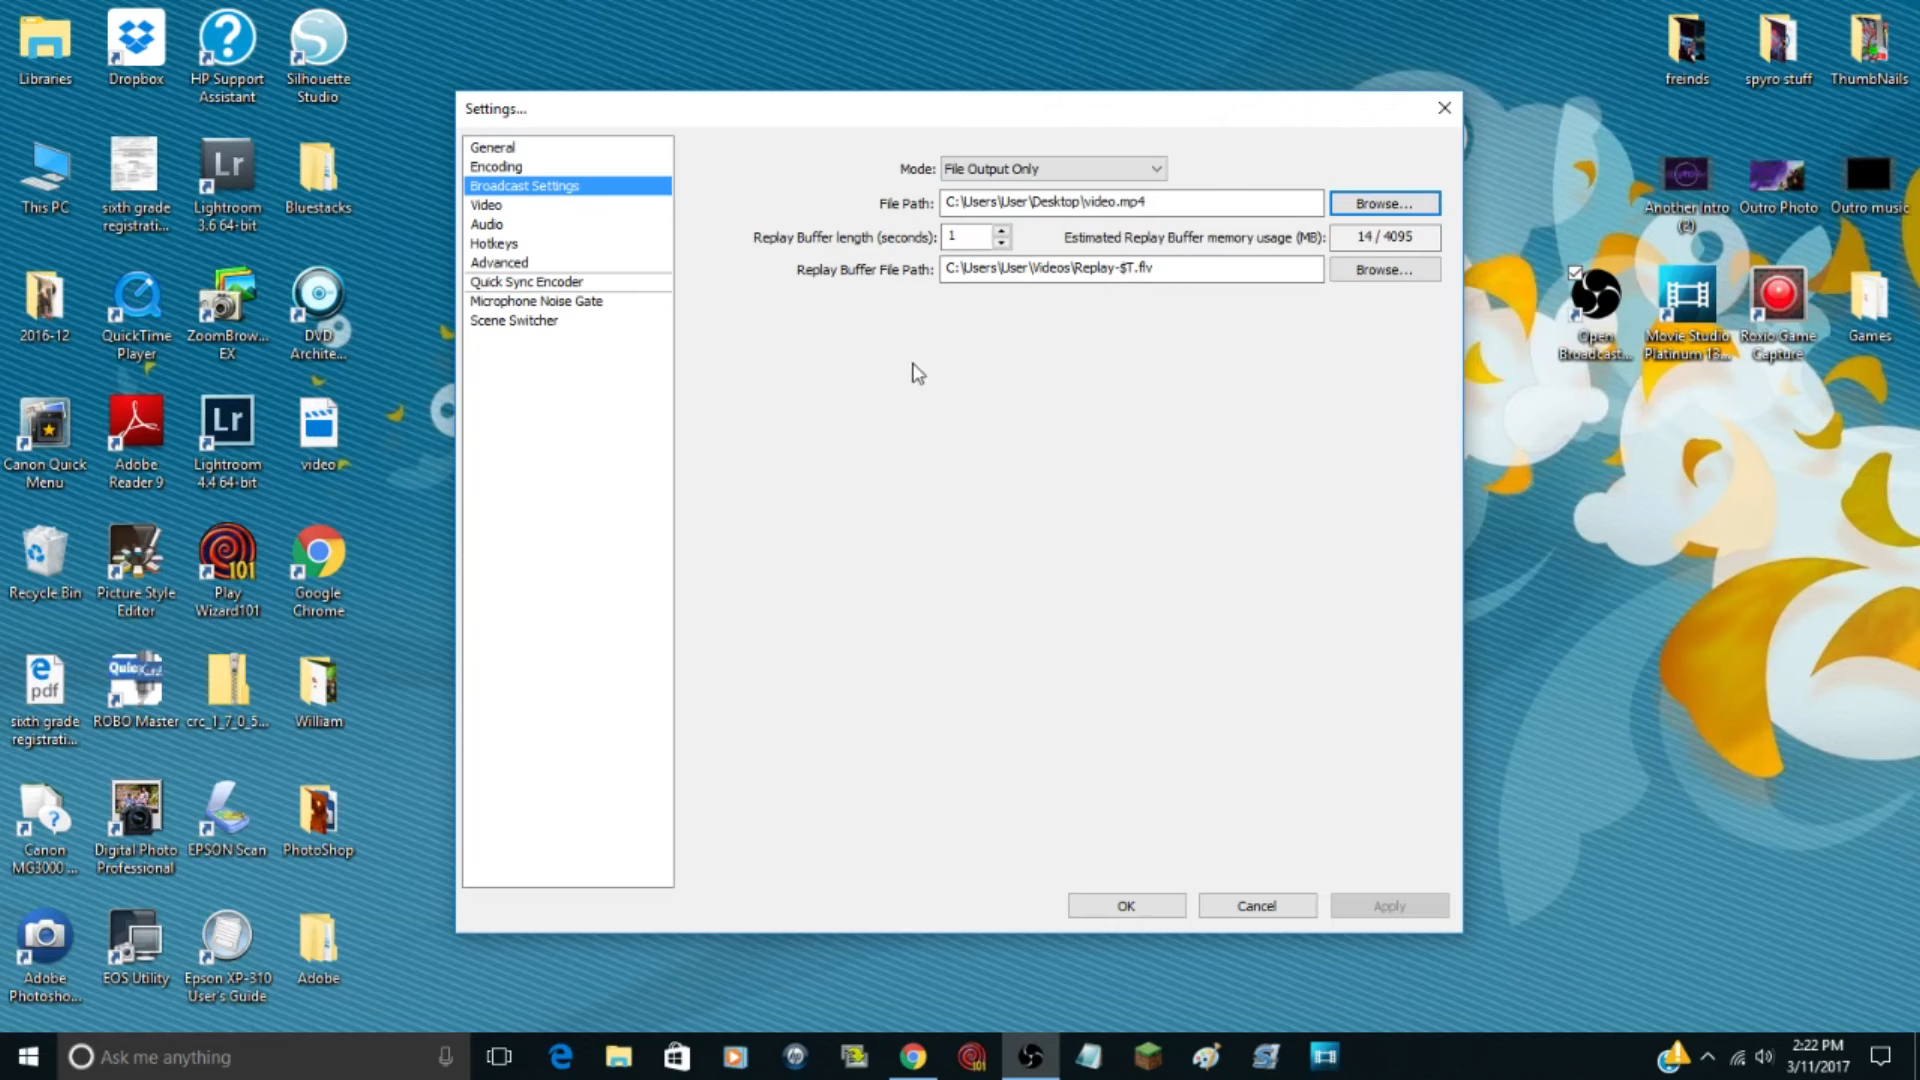 Libraries
Dropbox
HP Support
Assistant
Silhouette
Studio
freinds
spyro stuff
ThumbNails
This PC
sixth grade
registrati...
Lightroom
3.6 64-bit
Bluestacks
Another Intro
(2)
Outro Photo
Outro music
2016-12
QuickTime
Player
ZoomBrow...
EX
DVD
Archite...
Open
Broadcast...
Movie Studio
Platinum 13...
Roxio Game
Capture
Games
Canon Quick
Menu
Adobe
Reader 9
Lr
Lightroom
4.4 64-bit
video
Recycle Bin
Picture Style
Editor
101
Play
Wizard101
Google
Chrome
pdf
sixth grade
registrati...
ROBO Master
crc_1_7_0_5...
William
Canon
MG3000 ...
Digital Photo
Professional
EPSON Scan
PhotoShop
Adobe
Photosho...
EOS Utility
Epson XP-310
User's Guide
Adobe
Settings...
General
Encoding
Broadcast Settings
Video
Audio
Hotkeys
Advanced
Quick Sync Encoder
Microphone Noise Gate
Scene Switcher
Mode: File Output Only
File Path: C:\Users\User\Desktop\video.mp4 Browse...
Replay Buffer length (seconds): 1 Estimated Replay Buffer memory usage (MB): 14 / 4095
Replay Buffer File Path: C:\Users\User\Videos\Replay-$T.flv Browse...
OK Cancel Apply
Ask me anything
2:22 PM
3/11/2017